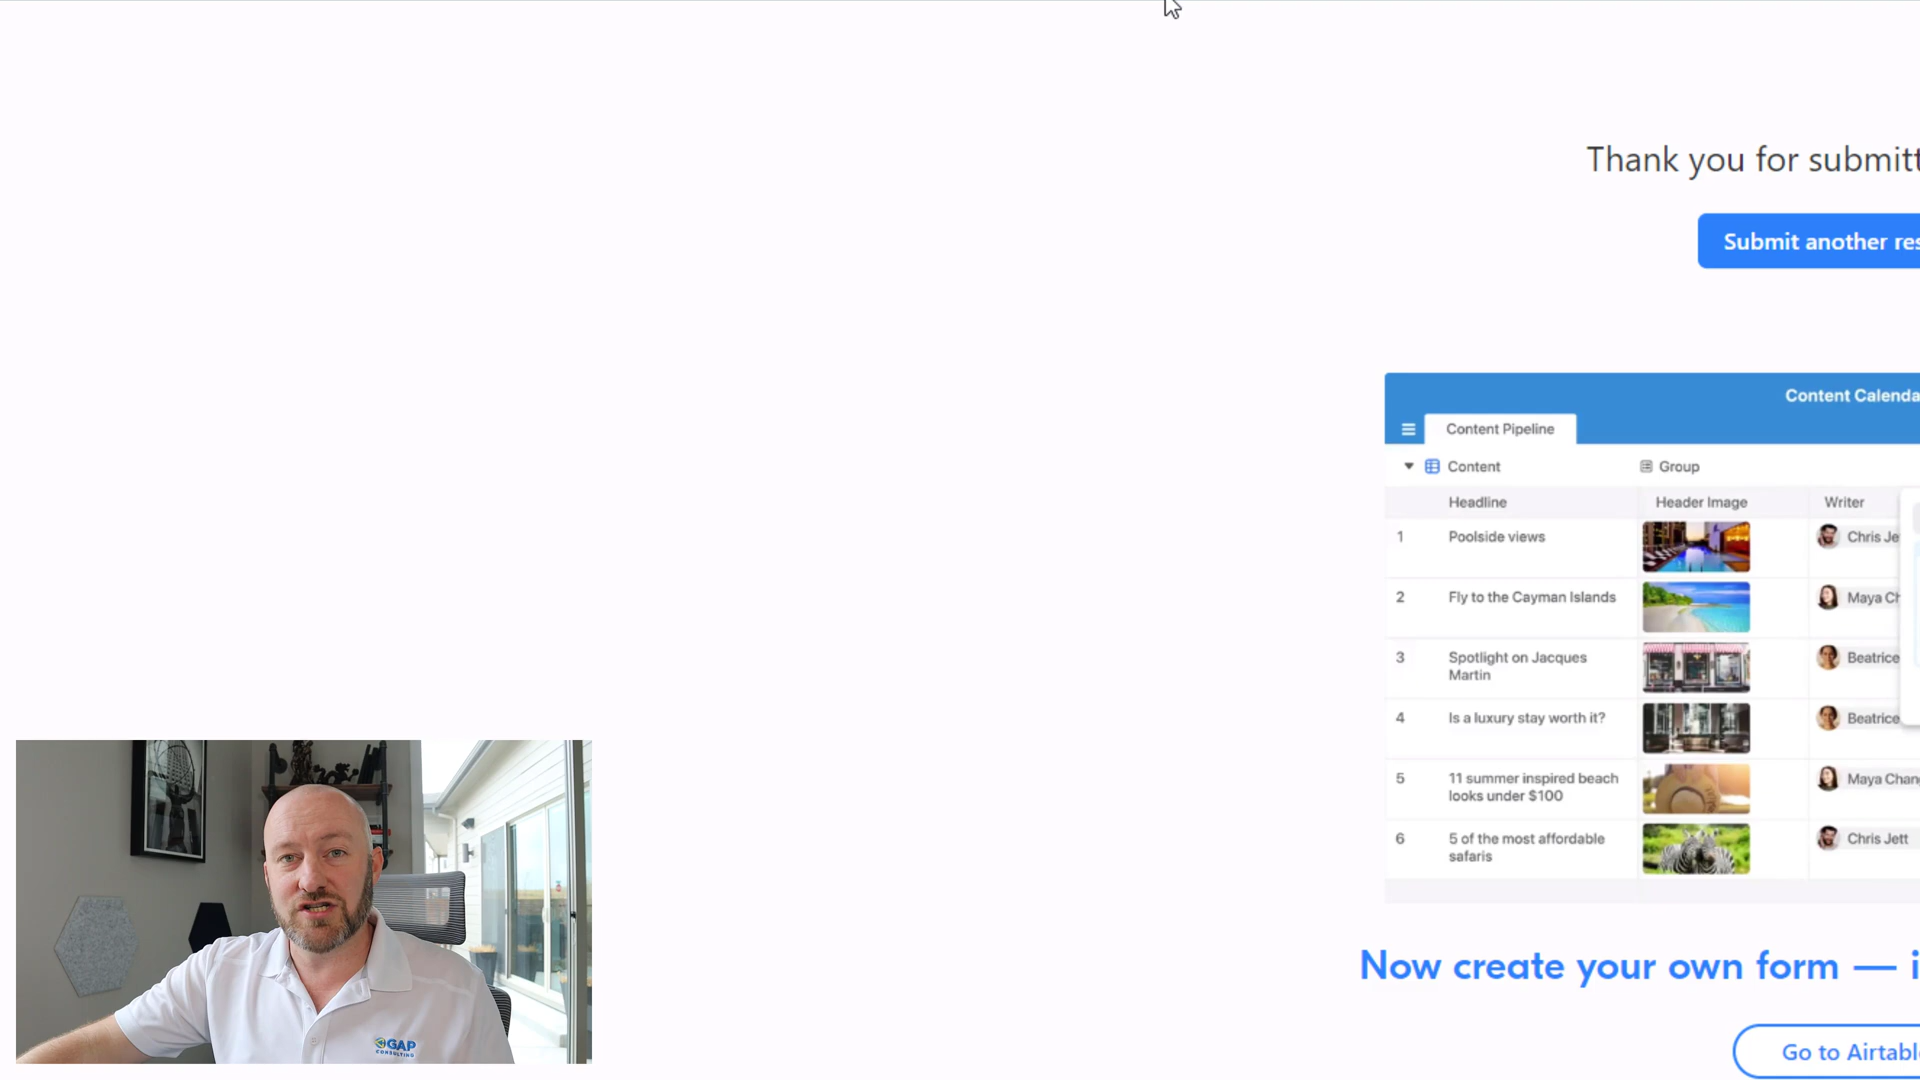 Thank you for submitt
Submit another res
Content Calenda
Content Pipeline
Content
Group
Headline
Header Image
Writer
1
Poolside views
Chris Je
2
Fly to the Cayman Islands
Maya Ch
3
Spotlight on Jacques
Martin
Beatrice
4
Is a luxury stay worth it?
Beatrice
5
11 summer inspired beach
looks under $100
Maya Chan
6
5 of the most affordable
safaris
Chris Jett
Now create your own form — i
Go to Airtabl
GAP
CONSULTING